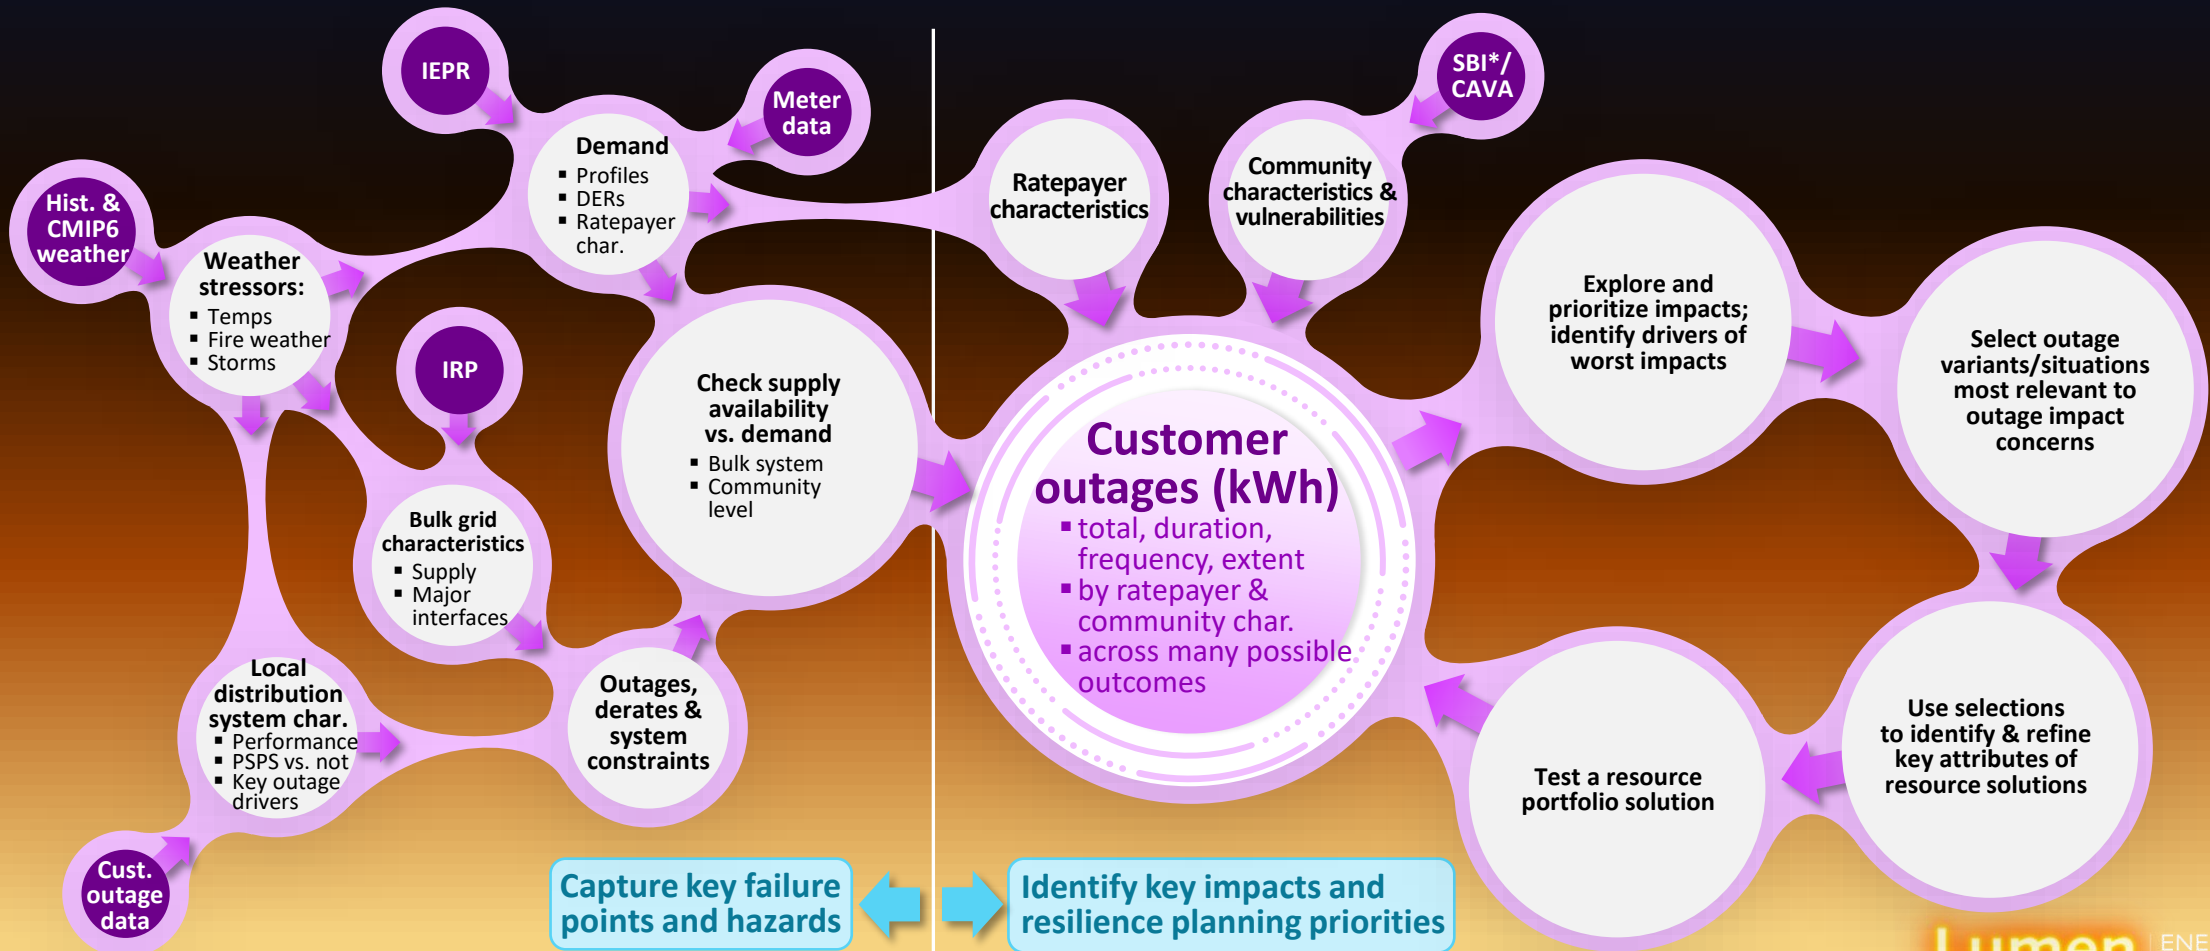 IEPR
Meter
data
SBI*/
CAVA
Demand
▪ Profiles
▪ DERs
▪ Ratepayer
char.
Hist. &
CMIP6
weather
Weather
stressors:
▪ Temps
▪ Fire weather
▪ Storms
Ratepayer
characteristics
Community
characteristics &
vulnerabilities
IRP
Check supply
availability
vs. demand
▪ Bulk system
▪ Community
level
Bulk grid
characteristics
▪ Supply
▪ Major
interfaces
Local
distribution
system char.
▪ Performance
▪ PSPS vs. not
▪ Key outage
drivers
Outages,
derates &
system
constraints
Cust.
outage
data
Customer
outages (kWh)
▪ total, duration,
frequency, extent
▪ by ratepayer &
community char.
▪ across many possible
outcomes
Explore and
prioritize impacts;
identify drivers of
worst impacts
Select outage
variants/situations
most relevant to
outage impact
concerns
Use selections
to identify & refine
key attributes of
resource solutions
Test a resource
portfolio solution
Capture key failure
points and hazards
Identify key impacts and
resilience planning priorities
Lumen